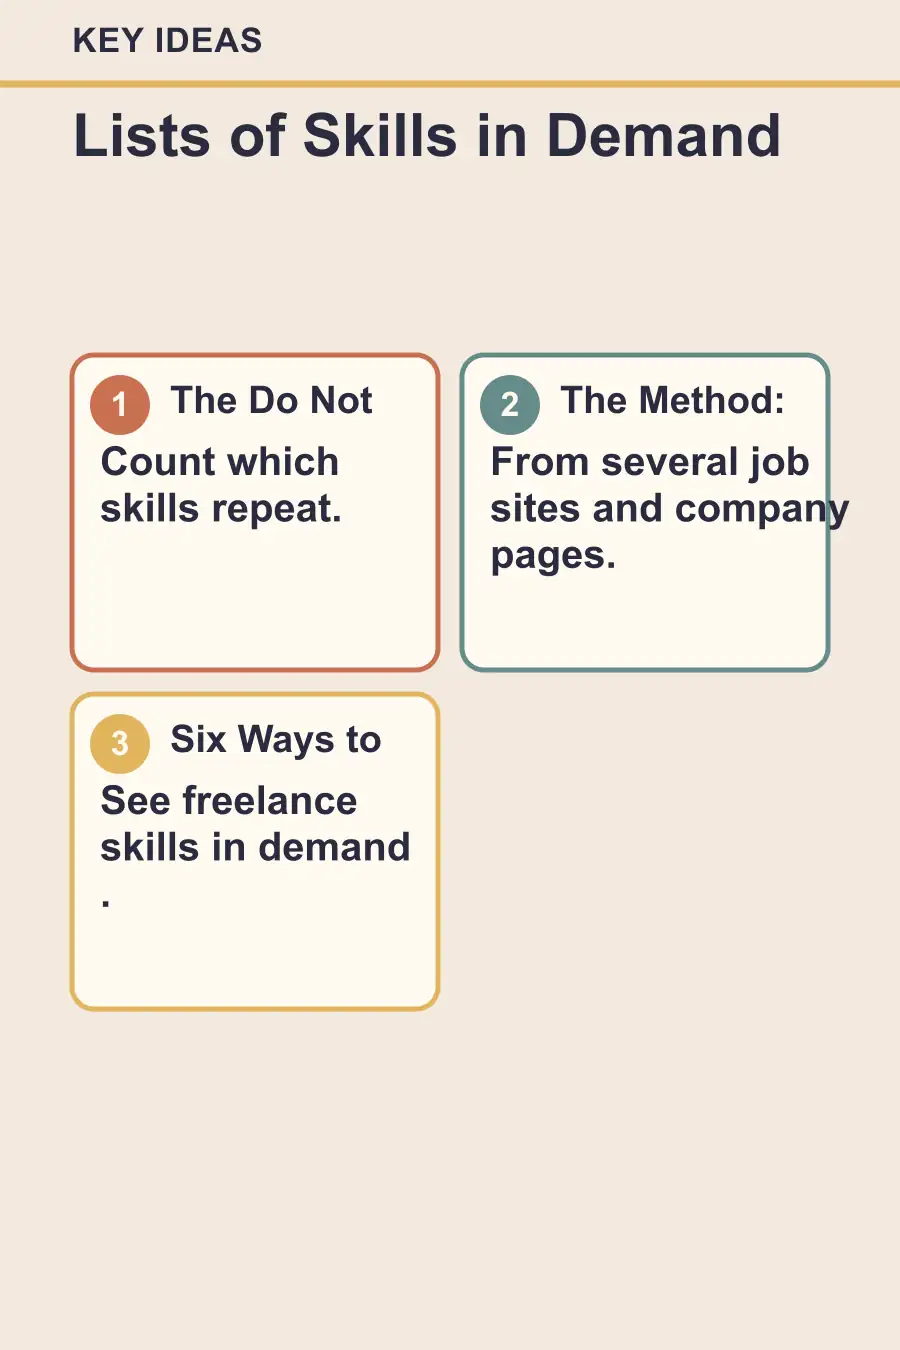 KEY IDEAS
Lists of Skills in Demand
1 The Do Not
Count which
skills repeat.
2 The Method:
From several job
sites and company
pages.
3 Six Ways to
See freelance
skills in demand
.